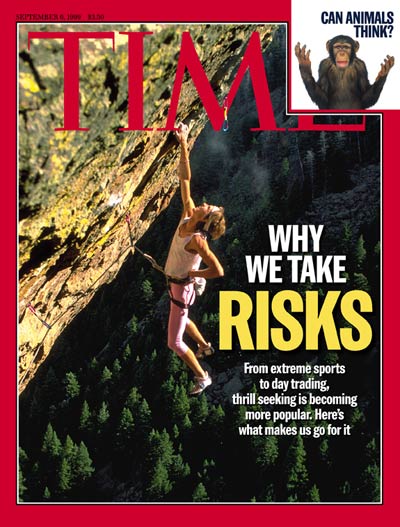 SEPTEMBER 6, 1999 $3.50
CAN ANIMALS
THINK?
TIME
WHY
WE TAKE
RISKS
From extreme sports
to day trading,
thrill seeking is becoming
more popular. Here's
what makes us go for it